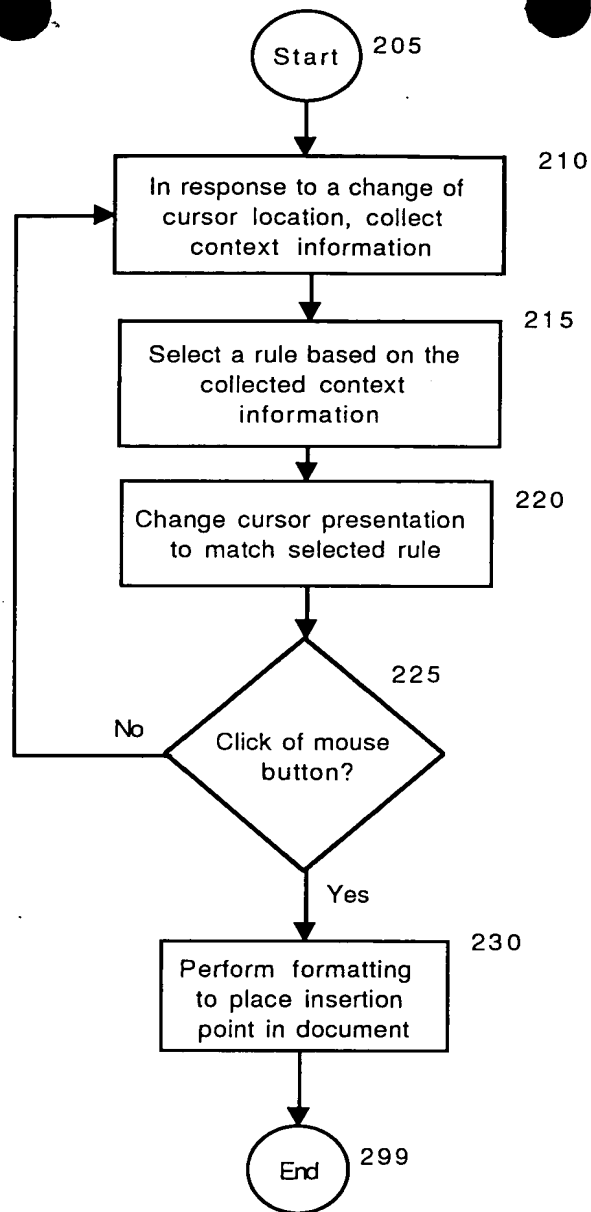 Start
205
210
In response to a change of
cursor location, collect
context information
215
Select a rule based on the
collected context
information
220
Change cursor presentation
to match selected rule
225
No
Click of mouse
button?
Yes
230
Perform formatting
to place insertion
point in document
End
299